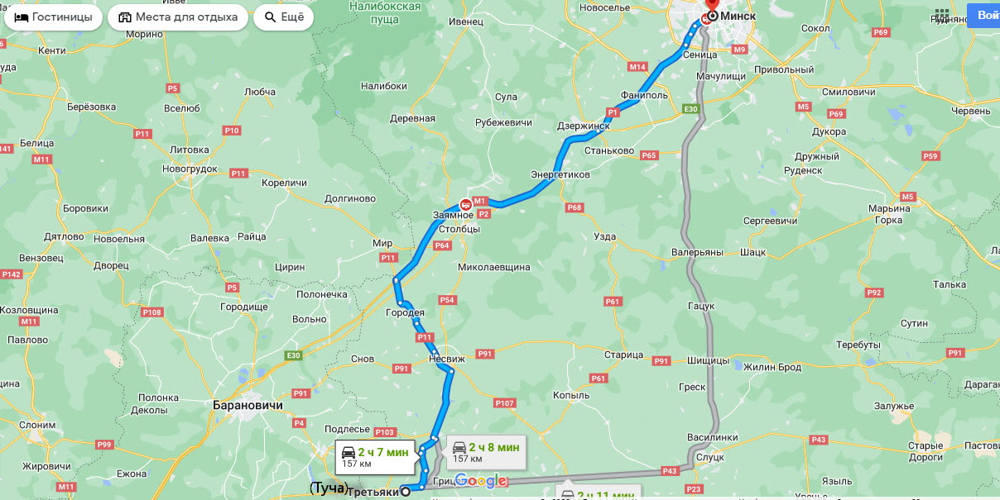 Гостиницы
Места для отдыха
Ещё
Налибокская
пуща
Ивье
Ивенец
Новоселье
Минск
Войт
Морино
Сокол
P69
Кенти
Сеница
M9
M14
Привольный
Мачулищи
Любча
P5
Налибоки
Сула
Фаниполь
Смиловичи
Берёзовка
Вселюб
P1
E30
M5
P69
Червень
Деревная
Рубежевичи
Дзержинск
P11
P10
Дукора
Белица
Литовка
Станьково
P65
Дружный
P59
M11
Новогрудок
P11
Кореличи
Энергетиков
Руденск
Долгиново
M1
M5
Боровики
Заямное
P2
P68
Марьина
Горка
Столбцы
Сергеевичи
Дятлово
Новоельня
Валевка
Райца
Мир
P64
Узда
Валерьяны
Шацк
Вензовец
Дворец
Цирин
P11
Миколаевщина
P142
P5
Полонечка
P92
Талька
Козловщина
P108
Городище
P54
P61
Гацук
M11
Вольно
Городея
Сутин
Павлово
P11
Теребуты
E30
Снов
P91
Несвиж
P91
Старица
P91
Шищицы
Жилин Брод
P91
P61
Греск
Полонка
P91
Копыль
Деколы
Барановичи
P107
Залужье
Слоним
P4
Подлесье
P103
Василинки
P43
Старые
Дороги
P99
2 ч 7 мин
157 км
2 ч 8 мин
157 км
Слуцк
Жировичи
Ежона
P43
Языль
M11
(Туча)
Третьяки
Google
P23
Уречье
2 ч 11 мин